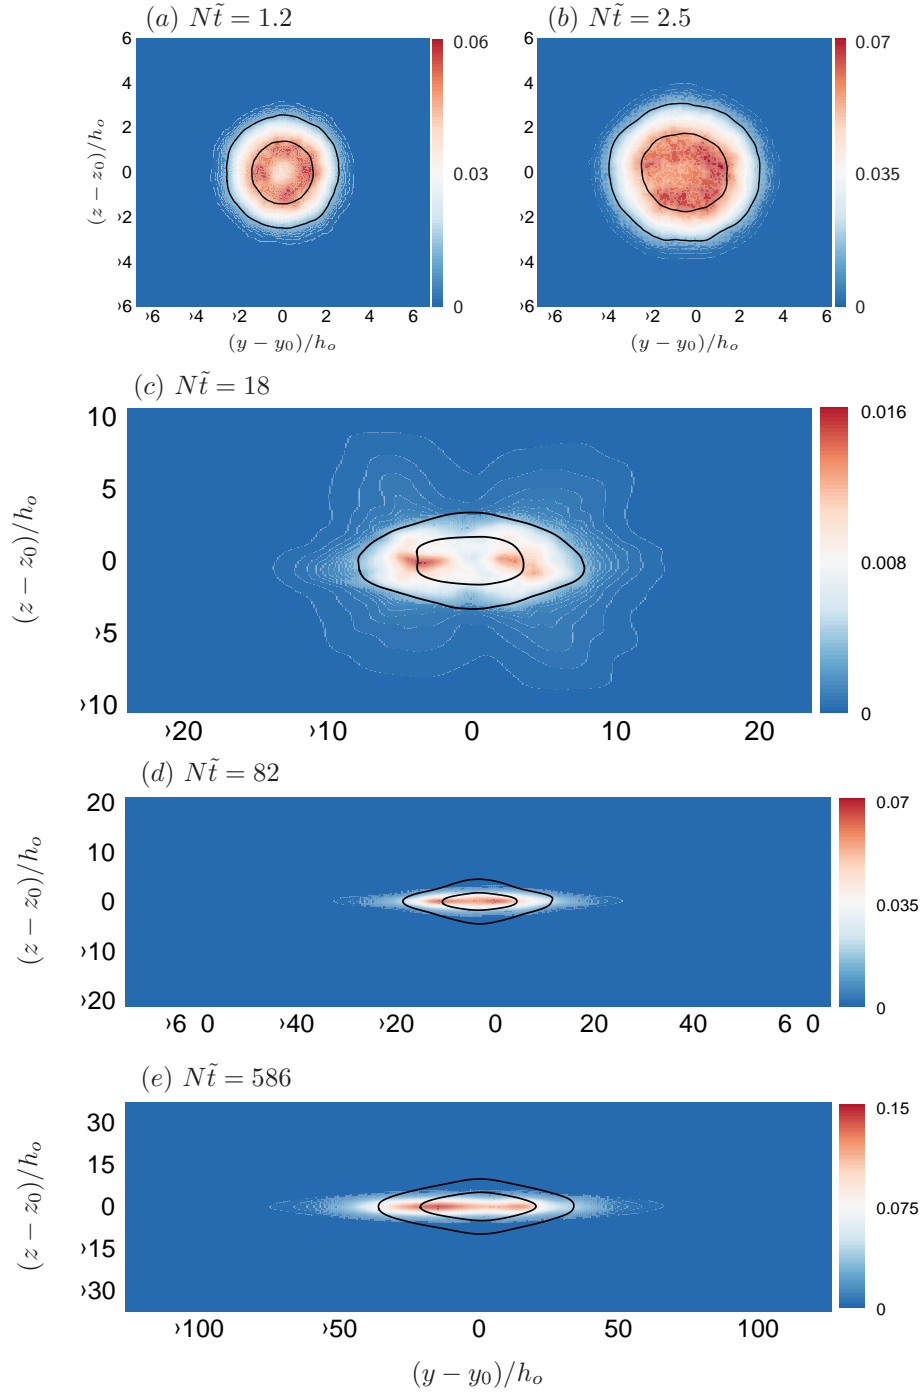 (a) Nt̃ = 1.2
(b) Nt̃ = 2.5
6
4
2
0
›2
›4
›6
(z − z₀)/hₒ
›6 ›4 ›2 0 2 4 6
(y − y₀)/hₒ
0.06
0.03
0
6
4
2
0
›2
›4
›6
›6 ›4 ›2 0 2 4 6
(y − y₀)/hₒ
0.07
0.035
0
(c) Nt̃ = 18
10
5
0
›5
›10
(z − z₀)/hₒ
›20 ›10 0 10 20
0.016
0.008
0
(d) Nt̃ = 82
20
10
0
›10
›20
(z − z₀)/hₒ
›6 0 ›40 ›20 0 20 40 6 0
0.07
0.035
0
(e) Nt̃ = 586
30
15
0
›15
›30
(z − z₀)/hₒ
›100 ›50 0 50 100
0.15
0.075
0
(y − y₀)/hₒ